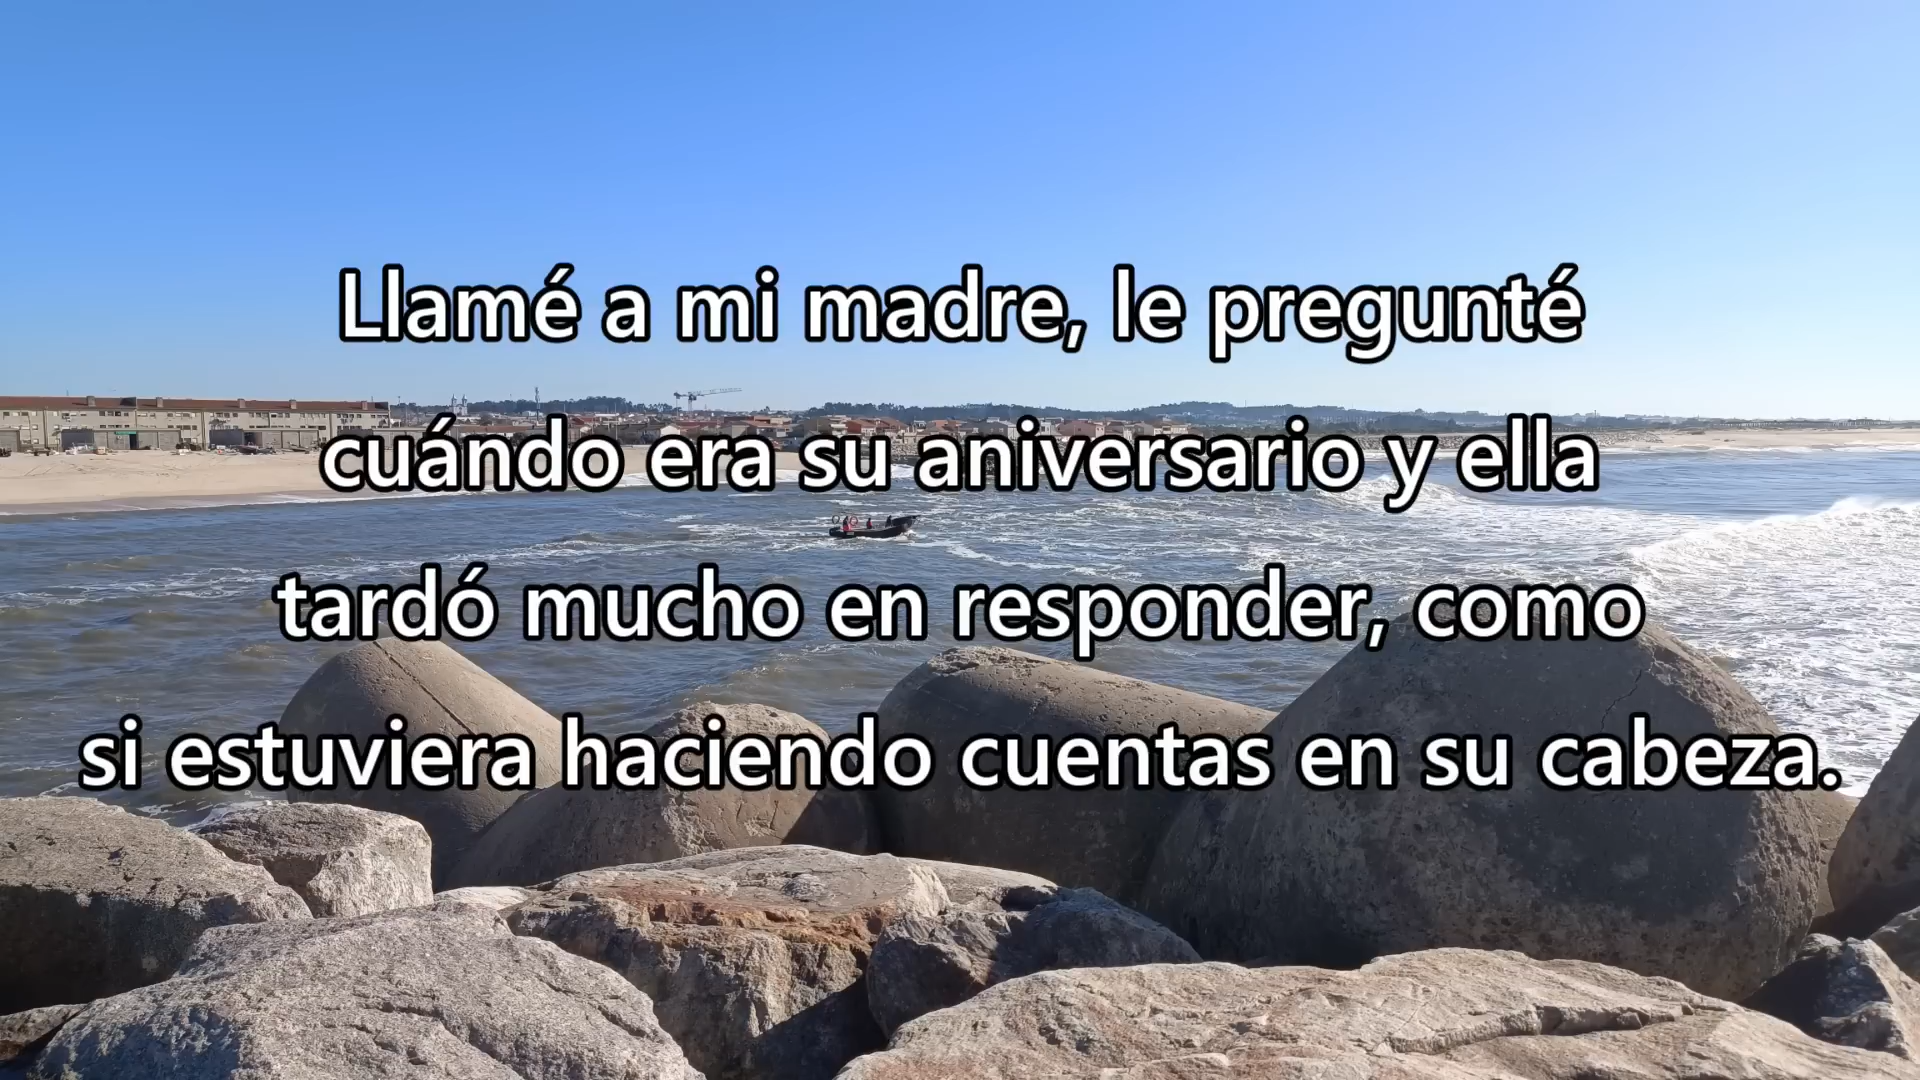 Llamé a mi madre, le pregunté
cuándo era su aniversario y ella
tardó mucho en responder, como
si estuviera haciendo cuentas en su cabeza.